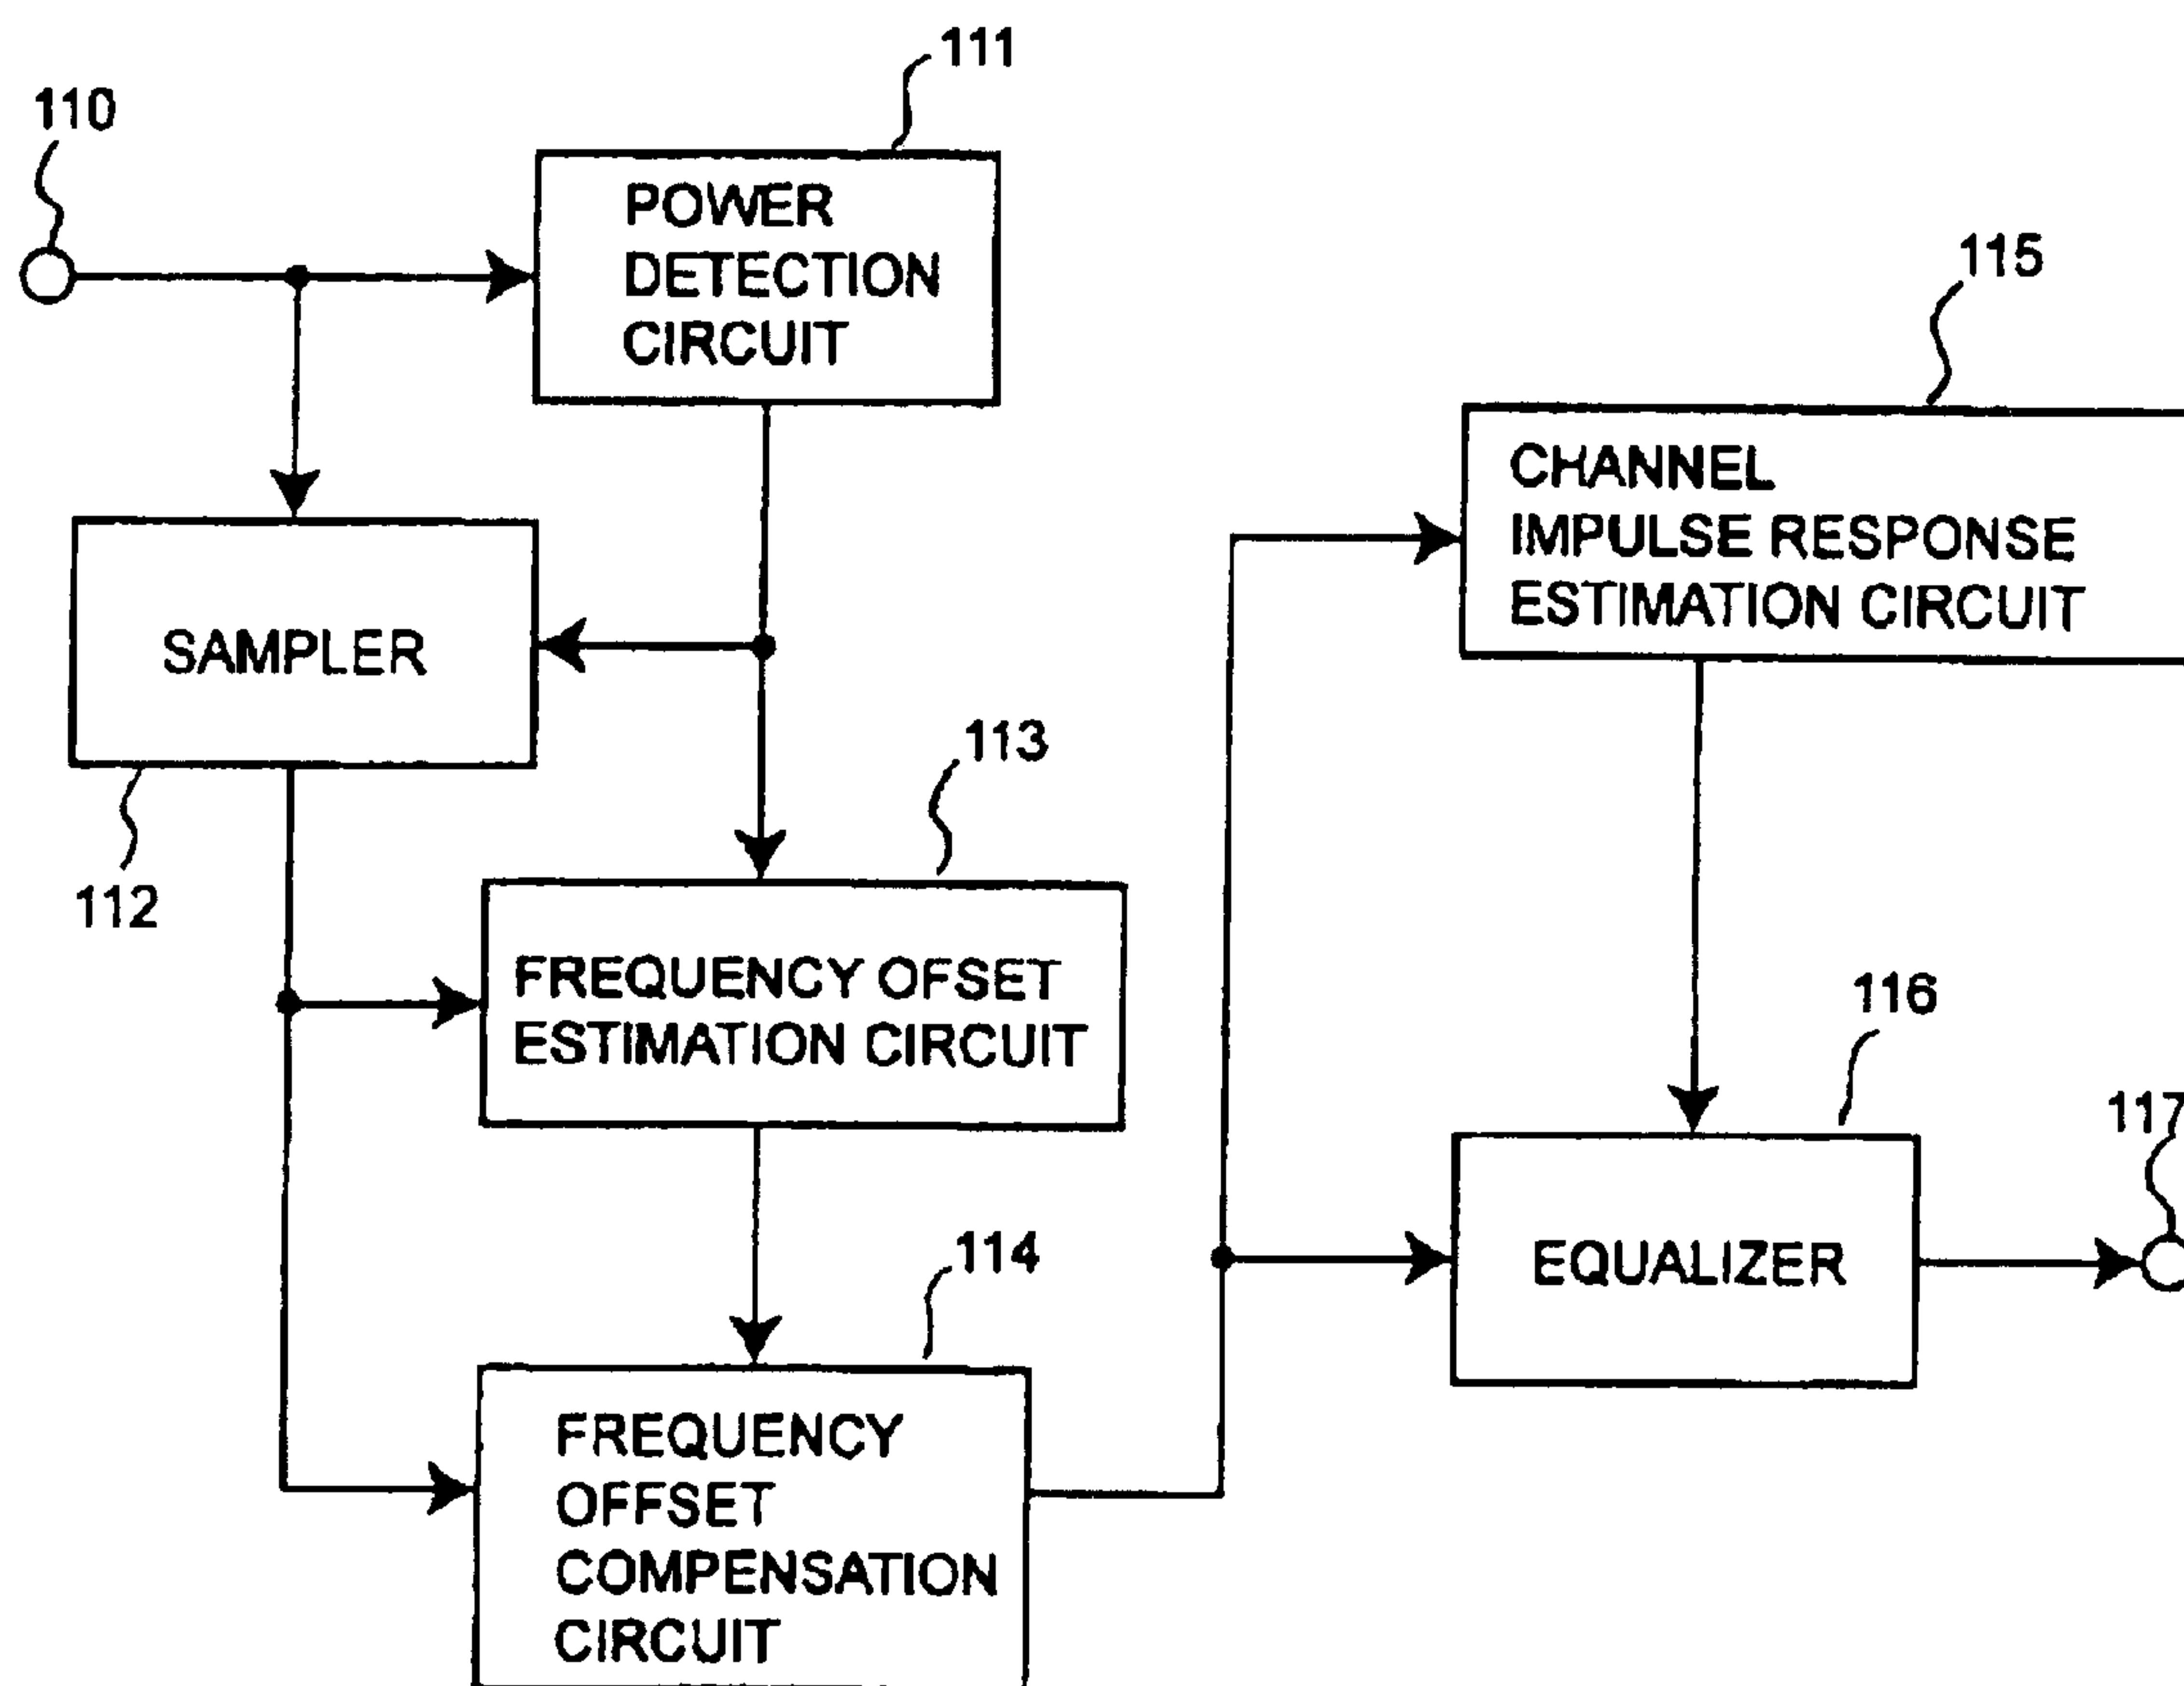 111
110
POWER
DETECTION
CIRCUIT
115
CHANNEL
IMPULSE RESPONSE
ESTIMATION CIRCUIT
SAMPLER
113
112
FREQUENCY OFSET
ESTIMATION CIRCUIT
116
117
114
EQUALIZER
FREQUENCY
OFFSET
COMPENSATION
CIRCUIT